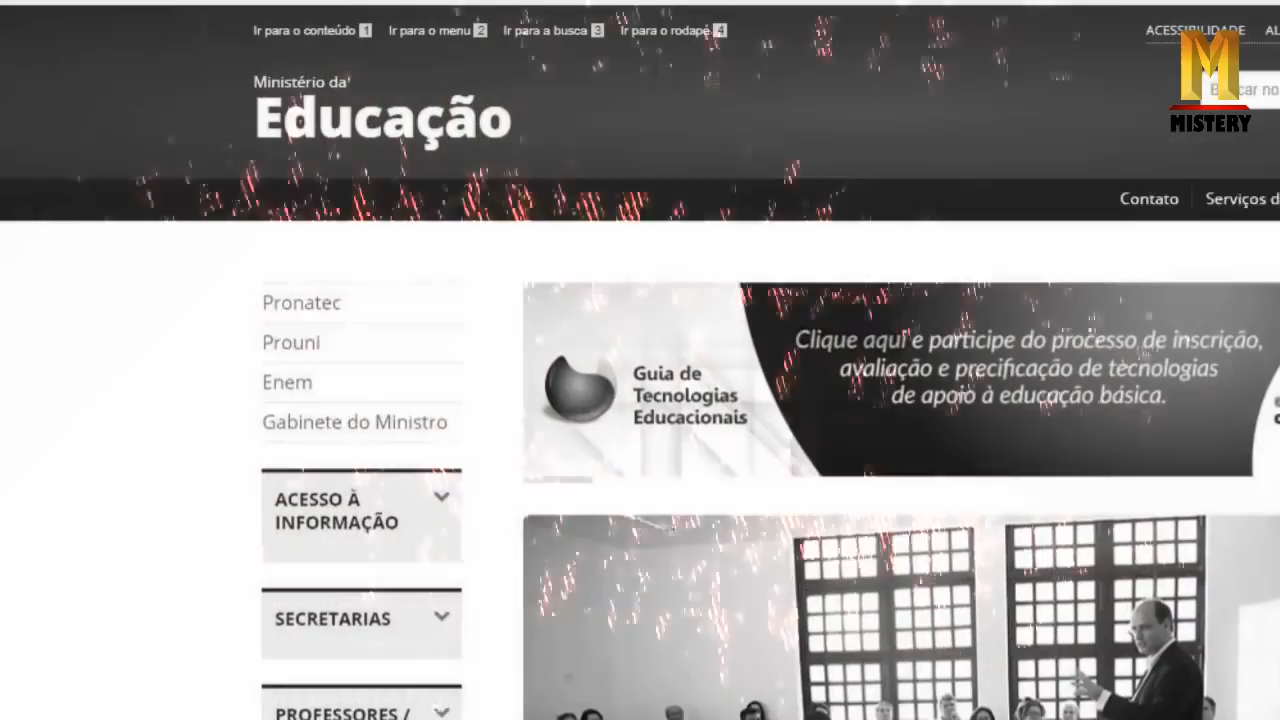 Ir para o conteúdo 1 Ir para o menu 2 Ir para a busca 3 Ir para o rodapé 4
ACESSIBILIDADE AL
Ministério da
Educação
MISTERY
Contato Serviços d
Pronatec
Prouni
Enem
Gabinete do Ministro
ACESSO À
INFORMAÇÃO
SECRETARIAS
PROFESSORES /
Guia de
Tecnologias
Educacionais
Clique aqui e participe do processo de inscrição,
avaliação e precificação de tecnologias
de apoio à educação básica.